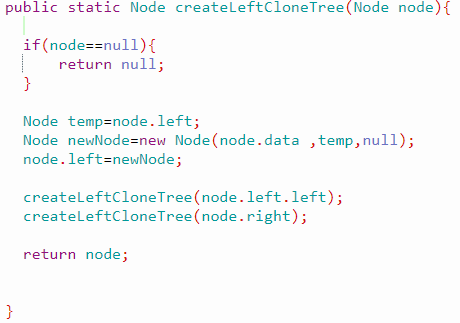 public static Node createLeftCloneTree(Node node){
if(node==null){
return null;
}
Node temp=node.left;
Node newNode=new Node(node.data ,temp,null);
node.left=newNode;
createLeftCloneTree(node.left.left);
createLeftCloneTree(node.right);
return node;
}